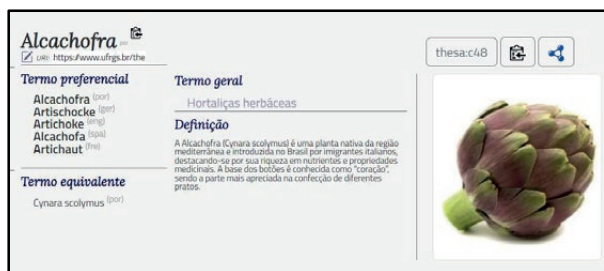 Alcachofra (por)
URI: https://www.ufrgs.br/the
thesa:c48
Termo preferencial
Alcachofra (por)
Artischocke (ger)
Artichoke (eng)
Alcachofa (spa)
Artichaut (fre)
Termo equivalente
Cynara scolymus (por)
Termo geral
Hortaliças herbáceas
Definição
A Alcachofra (Cynara scolymus) é uma planta nativa da região
mediterrânea e introduzida no Brasil por imigrantes italianos,
destacando-se por sua riqueza em nutrientes e propriedades
medicinais. A base dos botões é conhecida como "coração",
sendo a parte mais apreciada na confecção de diferentes
pratos.